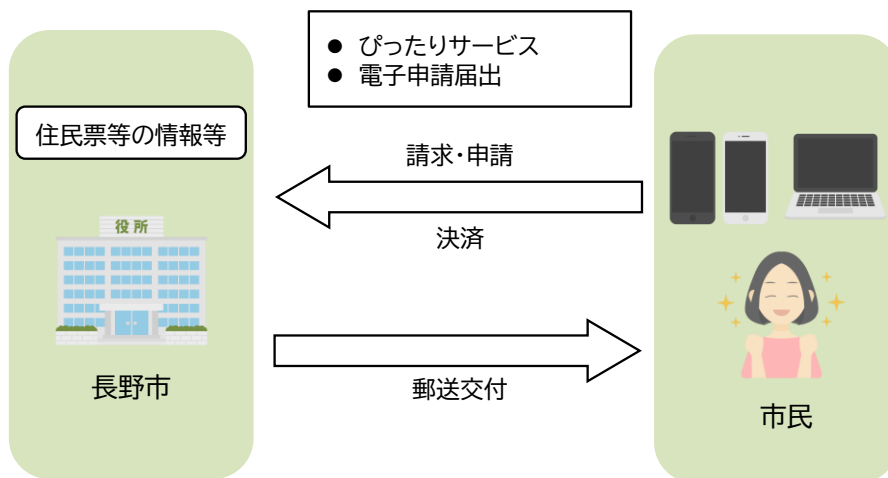 ● ぴったりサービス
● 電子申請届出
住民票等の情報等
請求・申請
決済
役所
長野市
郵送交付
市民